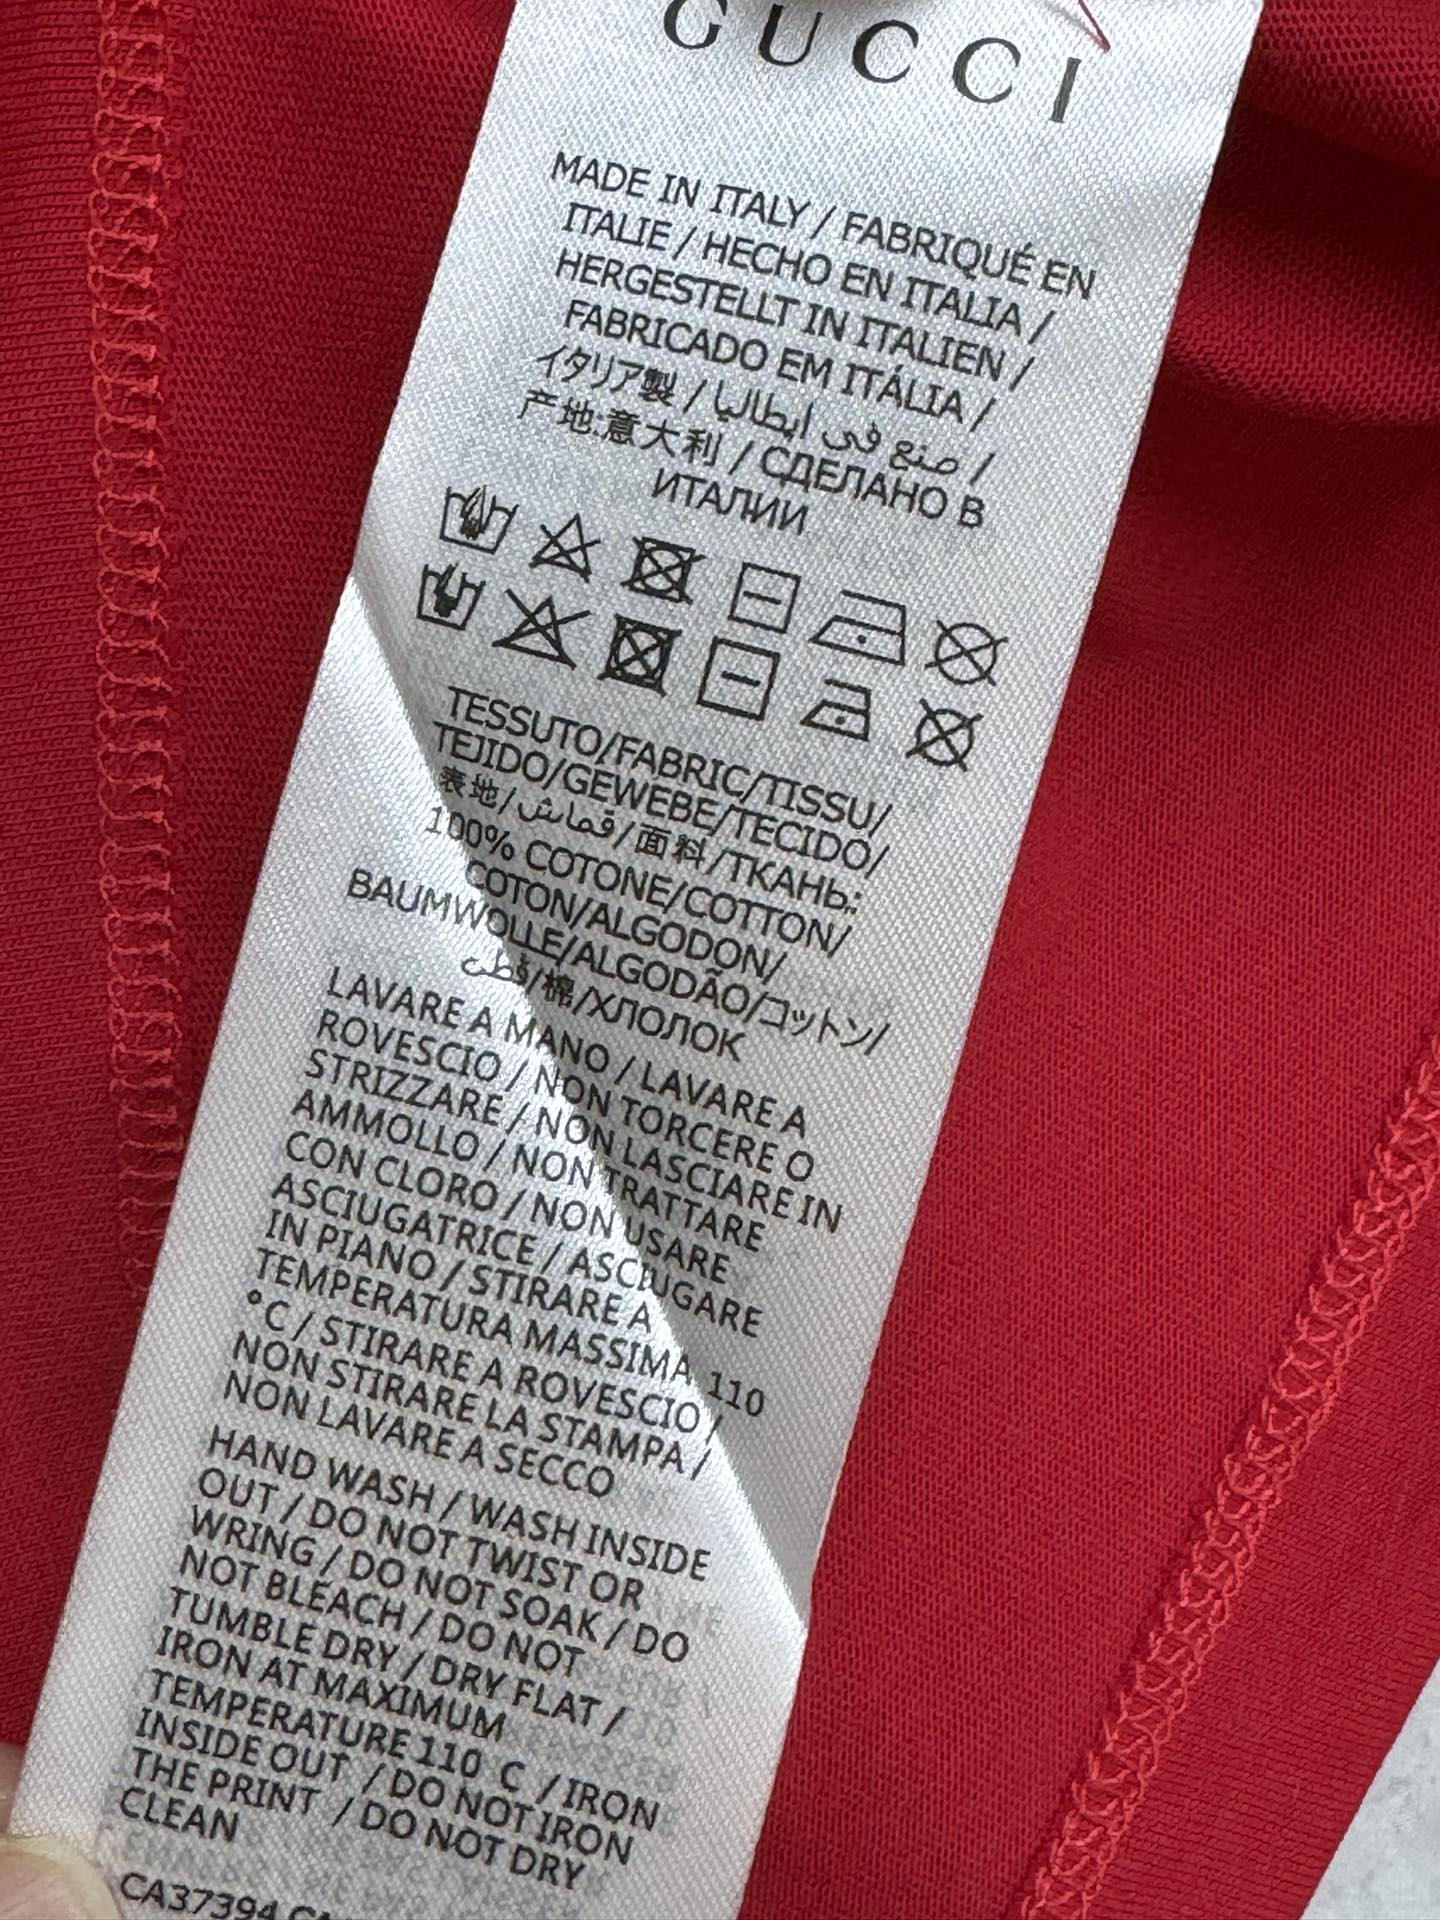 GUCCI
MADE IN ITALY / FABRIQUÉ EN
ITALIE / HECHO EN ITALIA /
HERGESTELLT IN ITALIEN /
FABRICADO EM ITÁLIA /
イタリア製 / صنع في إيطاليا /
产地:意大利 / СДЕЛАНО В
ИТАЛИИ
TESSUTO/FABRIC/TISSU/
TEJIDO/GEWEBE/TECIDO/
表地/قماش/面料/ТКАНЬ:
100% COTONE/COTTON/
COTON/ALGODON/
BAUMWOLLE/ALGODÃO/コットン/
قطن/棉/ХЛОПОК
LAVARE A MANO / LAVARE A
ROVESCIO / NON TORCERE O
STRIZZARE / NON LASCIARE IN
AMMOLLO / NON TRATTARE
CON CLORO / NON USARE
ASCIUGATRICE / ASCIUGARE
IN PIANO / STIRARE A
TEMPERATURA MASSIMA 110
°C / STIRARE A ROVESCIO /
NON STIRARE LA STAMPA /
NON LAVARE A SECCO
HAND WASH / WASH INSIDE
OUT / DO NOT TWIST OR
WRING / DO NOT SOAK / DO
NOT BLEACH / DO NOT
TUMBLE DRY / DRY FLAT /
IRON AT MAXIMUM
TEMPERATURE 110 C / IRON
INSIDE OUT / DO NOT IRON
THE PRINT / DO NOT DRY
CLEAN
CA37394